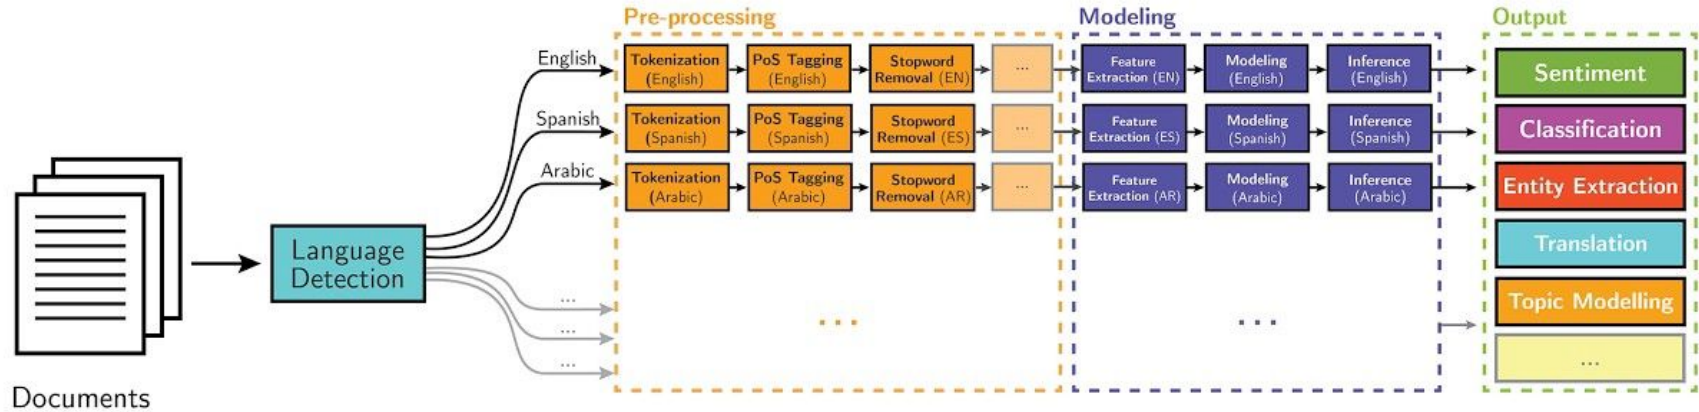 Pre-processing
Modeling
Output
English
Tokenization
(English)
PoS Tagging
(English)
Stopword
Removal (EN)
...
Feature
Extraction (EN)
Modeling
(English)
Inference
(English)
Spanish
Tokenization
(Spanish)
PoS Tagging
(Spanish)
Stopword
Removal (ES)
...
Feature
Extraction (ES)
Modeling
(Spanish)
Inference
(Spanish)
Arabic
Tokenization
(Arabic)
PoS Tagging
(Arabic)
Stopword
Removal (AR)
...
Feature
Extraction (AR)
Modeling
(Arabic)
Inference
(Arabic)
Language
Detection
...
...
...
...
...
Sentiment
Classification
Entity Extraction
Translation
Topic Modelling
...
Documents